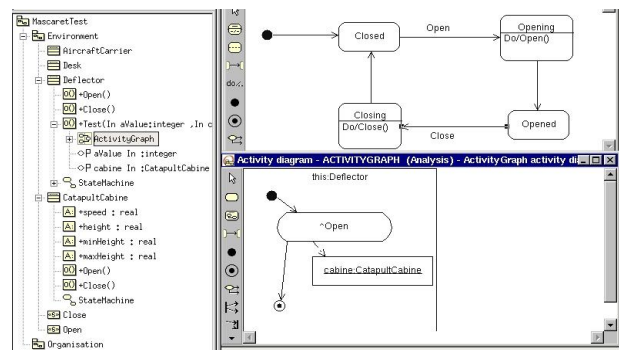 MascaretTest
Environment
AircraftCarrier
Desk
Deflector
+Open()
+Close()
+Test(In aValue:integer ,In c
ActivityGraph
aValue In :integer
cabine In :CatapultCabine
StateMachine
CatapultCabine
+speed : real
+height : real
+minHeight : real
+maxHeight : real
+Open()
+Close()
StateMachine
Close
Open
Organisation
Closed
Open
Opening
Do/Open()
Closing
Do/Close()
Close
Opened
Activity diagram - ACTIVITYGRAPH (Analysis) - ActivityGraph activity
this:Deflector
^Open
cabine:CatapultCabine